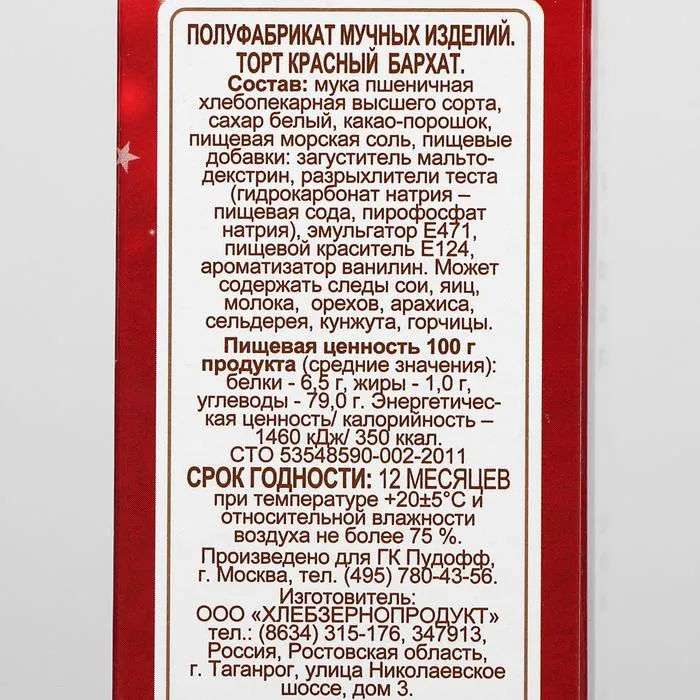 ПОЛУФАБРИКАТ МУЧНЫХ ИЗДЕЛИЙ.
ТОРТ КРАСНЫЙ БАРХАТ.
Состав: мука пшеничная
хлебопекарная высшего сорта,
сахар белый, какао-порошок,
пищевая морская соль, пищевые
добавки: загуститель мальто-
декстрин, разрыхлители теста
(гидрокарбонат натрия –
пищевая сода, пирофосфат
натрия), эмульгатор Е471,
пищевой краситель Е124,
ароматизатор ванилин. Может
содержать следы сои, яиц,
молока, орехов, арахиса,
сельдерея, кунжута, горчицы.
Пищевая ценность 100 г
продукта (средние значения):
белки - 6,5 г, жиры - 1,0 г,
углеводы - 79,0 г. Энергетичес-
кая ценность/ калорийность –
1460 кДж/ 350 ккал.
СТО 53548590-002-2011
СРОК ГОДНОСТИ: 12 МЕСЯЦЕВ
при температуре +20±5°С и
относительной влажности
воздуха не более 75 %.
Произведено для ГК Пудофф,
г. Москва, тел. (495) 780-43-56.
Изготовитель:
ООО «ХЛЕБЗЕРНОПРОДУКТ»
тел.: (8634) 315-176, 347913,
Россия, Ростовская область,
г. Таганрог, улица Николаевское
шоссе, дом 3.